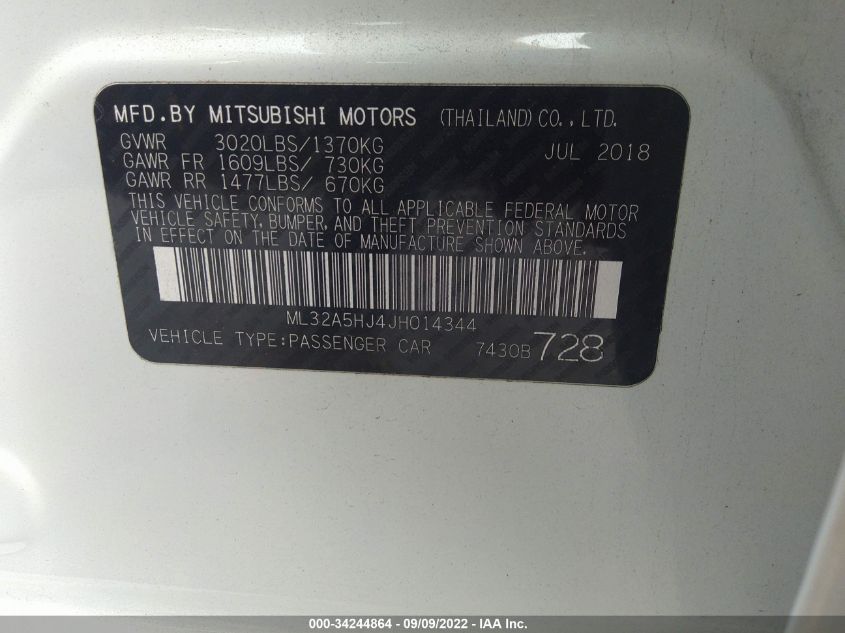 MFD.BY MITSUBISHI MOTORS (THAILAND) CO.,LTD.
GVWR 3020LBS/1370KG JUL 2018
GAWR FR 1609LBS/ 730KG
GAWR RR 1477LBS/ 670KG
THIS VEHICLE CONFORMS TO ALL APPLICABLE FEDERAL MOTOR
VEHICLE SAFETY, BUMPER, AND THEFT PREVENTION STANDARDS
IN EFFECT ON THE DATE OF MANUFACTURE SHOWN ABOVE.
ML32A5HJ4JH014344
VEHICLE TYPE:PASSENGER CAR 7430B 728
000-34244864 - 09/09/2022 - IAA Inc.